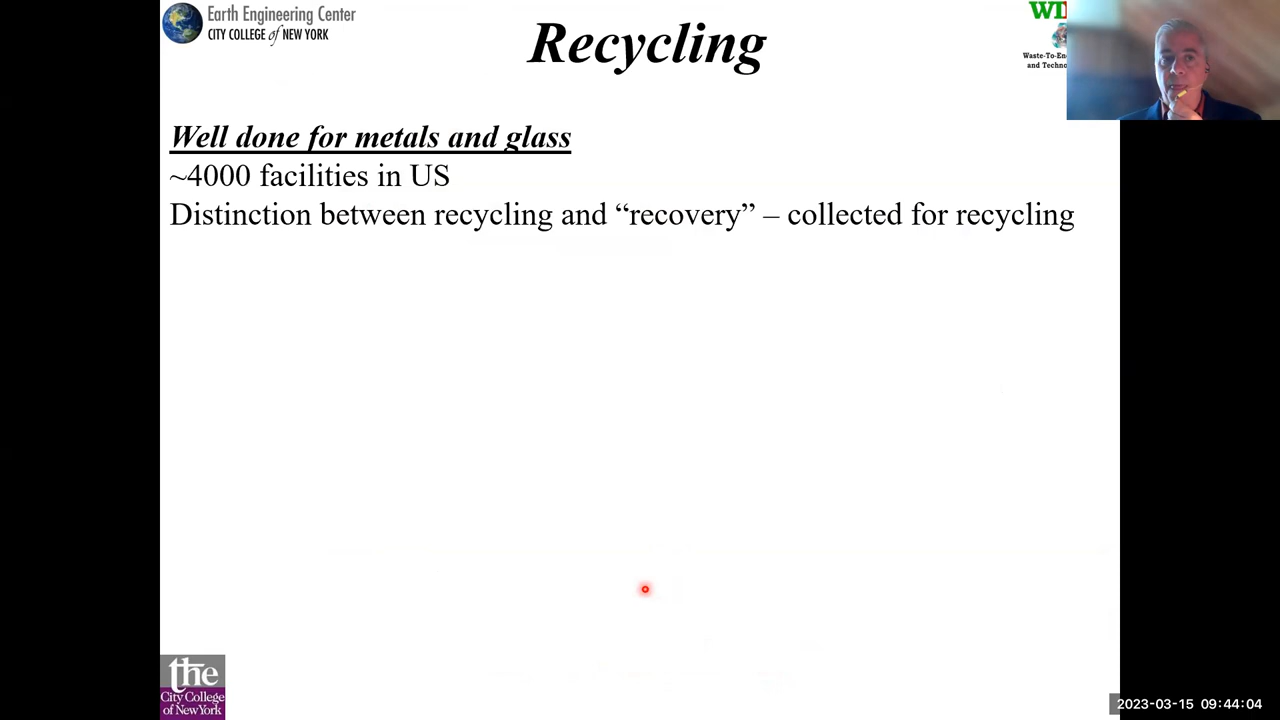 Earth Engineering Center
CITY COLLEGE of NEW YORK
Recycling
Well done for metals and glass
~4000 facilities in US
Distinction between recycling and “recovery” – collected for recycling
the
City College
of New York
2023-03-15 09:44:04